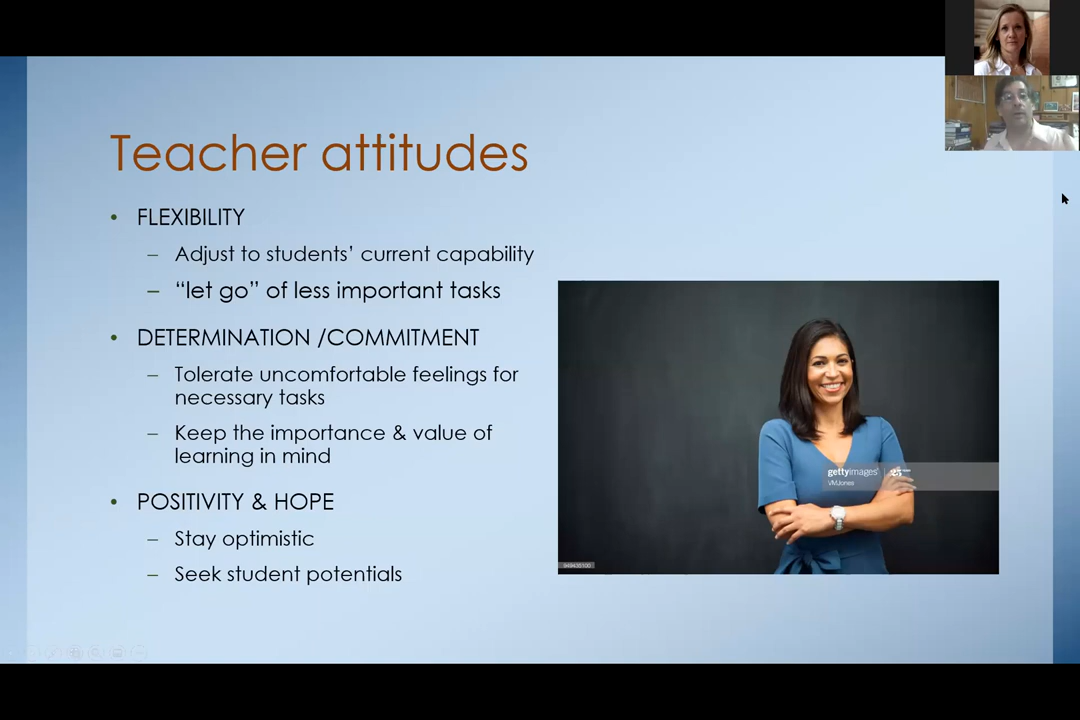 Teacher attitudes
• FLEXIBILITY
– Adjust to students’ current capability
– “let go” of less important tasks
• DETERMINATION /COMMITMENT
– Tolerate uncomfortable feelings for
necessary tasks
– Keep the importance & value of
learning in mind
• POSITIVITY & HOPE
– Stay optimistic
– Seek student potentials
gettyimages
VMJones